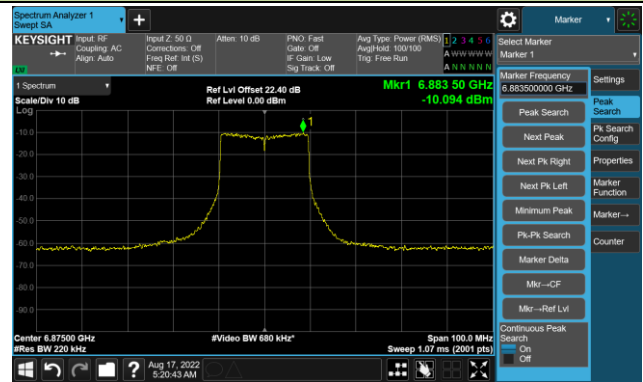 Spectrum Analyzer 1
Swept SA
Marker
KEYSIGHT
Input: RF
Coupling: AC
Align: Auto
Input Z: 50 Ω
Corrections: Off
Freq Ref: Int (S)
NFE: Off
Atten: 10 dB
PNO: Fast
Gate: Off
IF Gain: Low
Sig Track: Off
Avg Type: Power (RMS)
Avg|Hold: 100/100
Trig: Free Run
1 2 3 4 5 6
A W W W W W
A N N N N N
Select Marker
Marker 1
1 Spectrum
Scale/Div 10 dB
Ref Lvl Offset 22.40 dB
Ref Level 0.00 dBm
Mkr1 6.883 50 GHz
-10.094 dBm
Log
1
-10.0
-20.0
-30.0
-40.0
-50.0
-60.0
-70.0
-80.0
-90.0
Center 6.87500 GHz
#Res BW 220 kHz
#Video BW 680 kHz*
Span 100.0 MHz
Sweep 1.07 ms (2001 pts)
Marker Frequency
6.883500000 GHz
Peak Search
Next Peak
Next Pk Right
Next Pk Left
Minimum Peak
Pk-Pk Search
Marker Delta
Mkr→CF
Mkr→Ref Lvl
Continuous Peak
Search
On
Off
Settings
Peak
Search
Pk Search
Config
Properties
Marker
Function
Marker→
Counter
?
Aug 17, 2022
5:20:43 AM